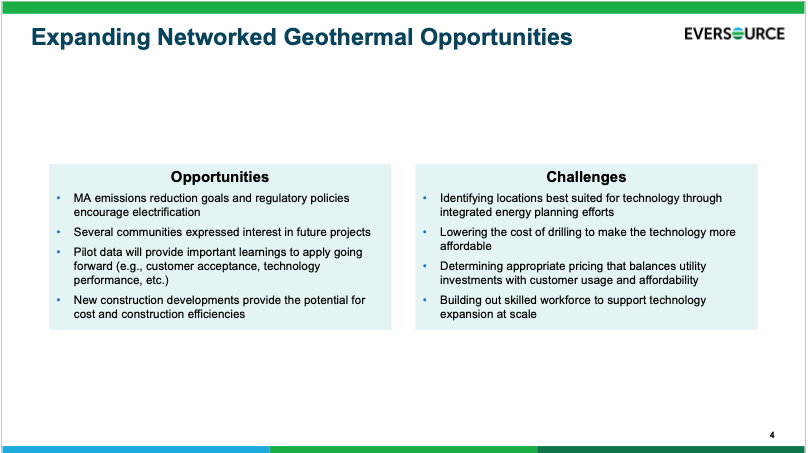 Expanding Networked Geothermal Opportunities
EVERSOURCE
Opportunities
• MA emissions reduction goals and regulatory policies
encourage electrification
• Several communities expressed interest in future projects
• Pilot data will provide important learnings to apply going
forward (e.g., customer acceptance, technology
performance, etc.)
• New construction developments provide the potential for
cost and construction efficiencies
Challenges
• Identifying locations best suited for technology through
integrated energy planning efforts
• Lowering the cost of drilling to make the technology more
affordable
• Determining appropriate pricing that balances utility
investments with customer usage and affordability
• Building out skilled workforce to support technology
expansion at scale
4